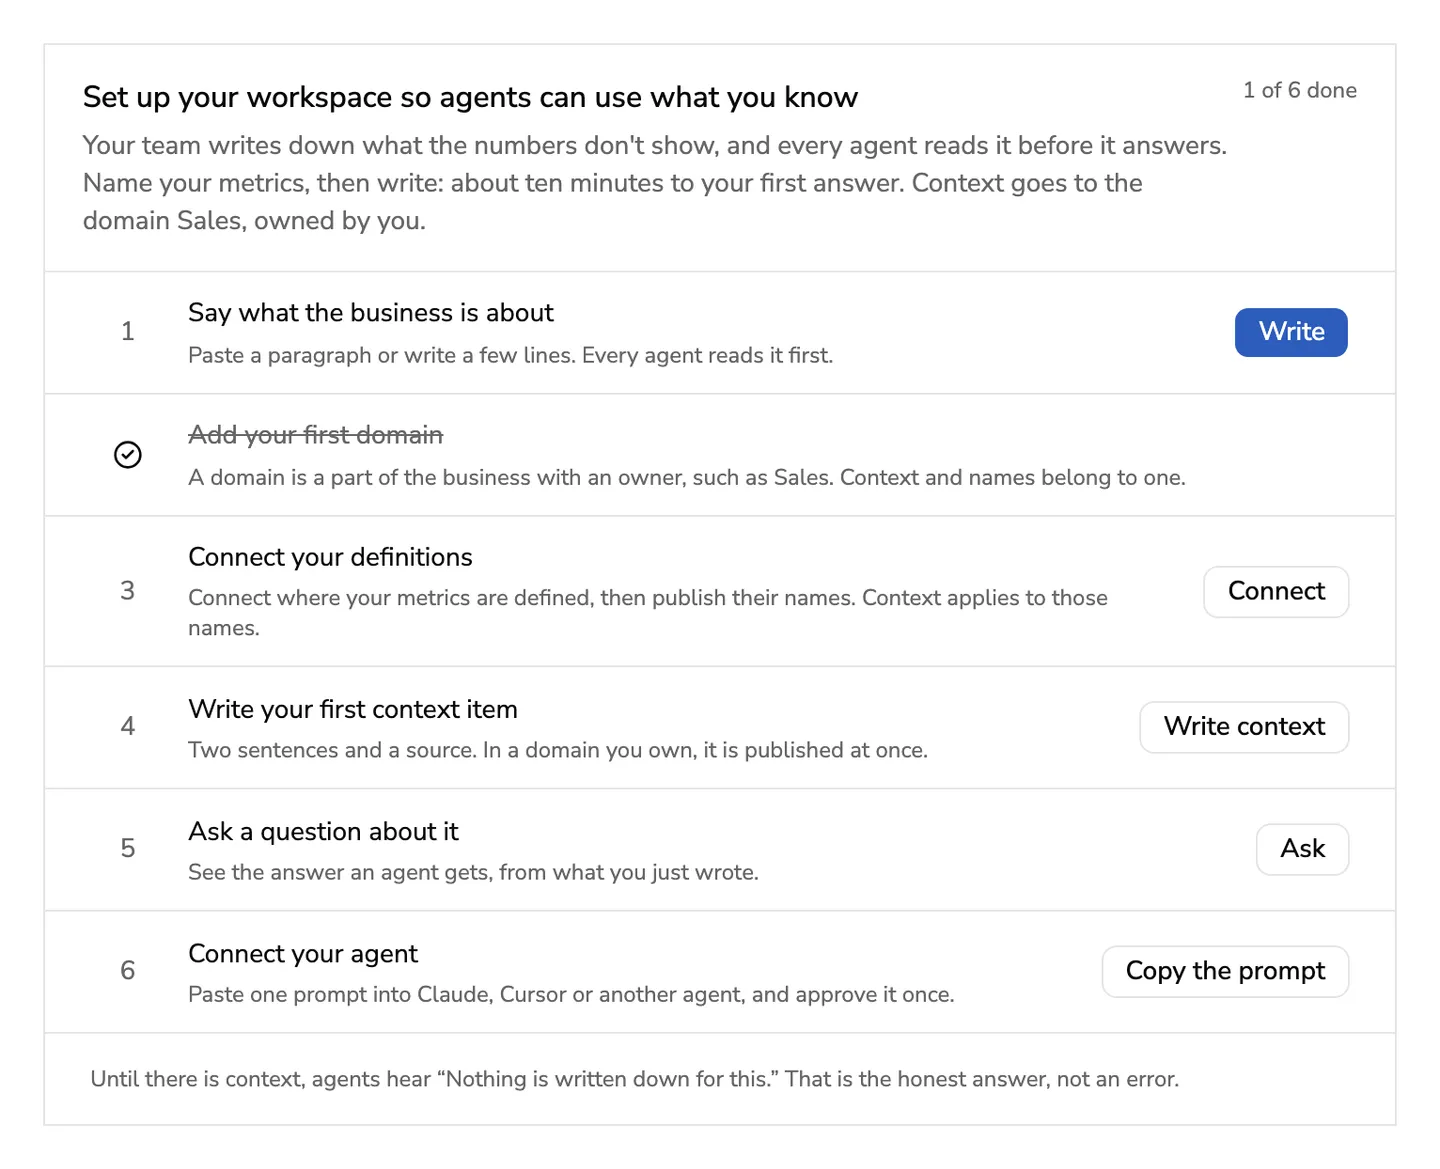 Set up your workspace so agents can use what you know
1 of 6 done
Your team writes down what the numbers don't show, and every agent reads it before it answers.
Name your metrics, then write: about ten minutes to your first answer. Context goes to the
domain Sales, owned by you.
1
Say what the business is about
Paste a paragraph or write a few lines. Every agent reads it first.
Write
Add your first domain
A domain is a part of the business with an owner, such as Sales. Context and names belong to one.
3
Connect your definitions
Connect where your metrics are defined, then publish their names. Context applies to those
names.
Connect
4
Write your first context item
Two sentences and a source. In a domain you own, it is published at once.
Write context
5
Ask a question about it
See the answer an agent gets, from what you just wrote.
Ask
6
Connect your agent
Paste one prompt into Claude, Cursor or another agent, and approve it once.
Copy the prompt
Until there is context, agents hear “Nothing is written down for this.” That is the honest answer, not an error.